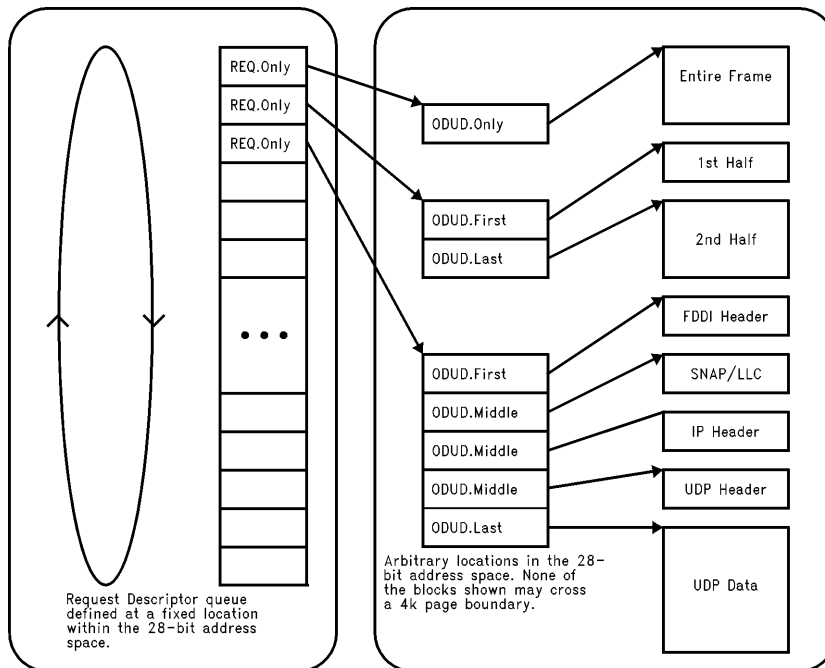 REQ.Only
REQ.Only
REQ.Only
•••
Request Descriptor queue
defined at a fixed location
within the 28-bit address
space.
ODUD.Only
ODUD.First
ODUD.Last
ODUD.First
ODUD.Middle
ODUD.Middle
ODUD.Middle
ODUD.Last
Arbitrary locations in the 28-
bit address space. None of
the blocks shown may cross
a 4k page boundary.
Entire Frame
1st Half
2nd Half
FDDI Header
SNAP/LLC
IP Header
UDP Header
UDP Data